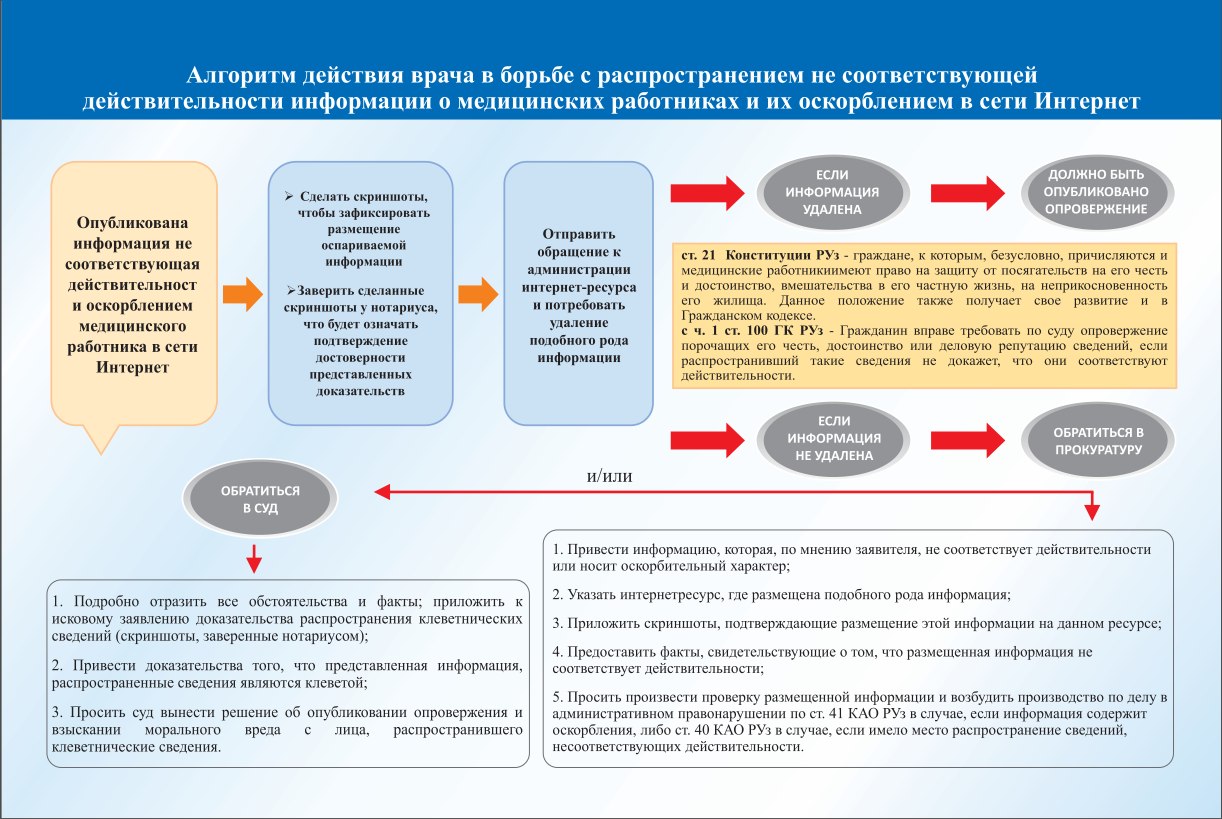 Алгоритм действия врача в борьбе с распространением не соответствующей
действительности информации о медицинских работниках и их оскорблением в сети Интернет
Опубликована
информация не
соответствующая
действительност
и оскорблением
медицинского
работника в сети
Интернет
➢ Сделать скриншоты,
чтобы зафиксировать
размещение
оспариваемой
информации
➢Заверить сделанные
скриншоты у нотариуса,
что будет означать
подтверждение
достоверности
представленных
доказательств
Отправить
обращение к
администрации
интернет-ресурса
и потребовать
удаление
подобного рода
информации
ЕСЛИ
ИНФОРМАЦИЯ
УДАЛЕНА
ДОЛЖНО БЫТЬ
ОПУБЛИКОВАНО
ОПРОВЕРЖЕНИЕ
ст. 21 Конституции РУз - граждане, к которым, безусловно, причисляются и
медицинские работникиимеют право на защиту от посягательств на его честь
и достоинство, вмешательства в его частную жизнь, на неприкосновенность
его жилища. Данное положение также получает свое развитие и в
Гражданском кодексе.
с ч. 1 ст. 100 ГК РУз - Гражданин вправе требовать по суду опровержение
порочащих его честь, достоинство или деловую репутацию сведений, если
распространивший такие сведения не докажет, что они соответствуют
действительности.
ЕСЛИ
ИНФОРМАЦИЯ
НЕ УДАЛЕНА
ОБРАТИТЬСЯ В
ПРОКУРАТУРУ
и/или
ОБРАТИТЬСЯ
В СУД
1. Подробно отразить все обстоятельства и факты; приложить к
исковому заявлению доказательства распространения клеветнических
сведений (скриншоты, заверенные нотариусом);
2. Привести доказательства того, что представленная информация,
распространенные сведения являются клеветой;
3. Просить суд вынести решение об опубликовании опровержения и
взыскании морального вреда с лица, распространившего
клеветнические сведения.
1. Привести информацию, которая, по мнению заявителя, не соответствует действительности
или носит оскорбительный характер;
2. Указать интернетресурс, где размещена подобного рода информация;
3. Приложить скриншоты, подтверждающие размещение этой информации на данном ресурсе;
4. Предоставить факты, свидетельствующие о том, что размещенная информация не
соответствует действительности;
5. Просить произвести проверку размещенной информации и возбудить производство по делу в
административном правонарушении по ст. 41 КАО РУз в случае, если информация содержит
оскорбления, либо ст. 40 КАО РУз в случае, если имело место распространение сведений,
несоответствующих действительности.